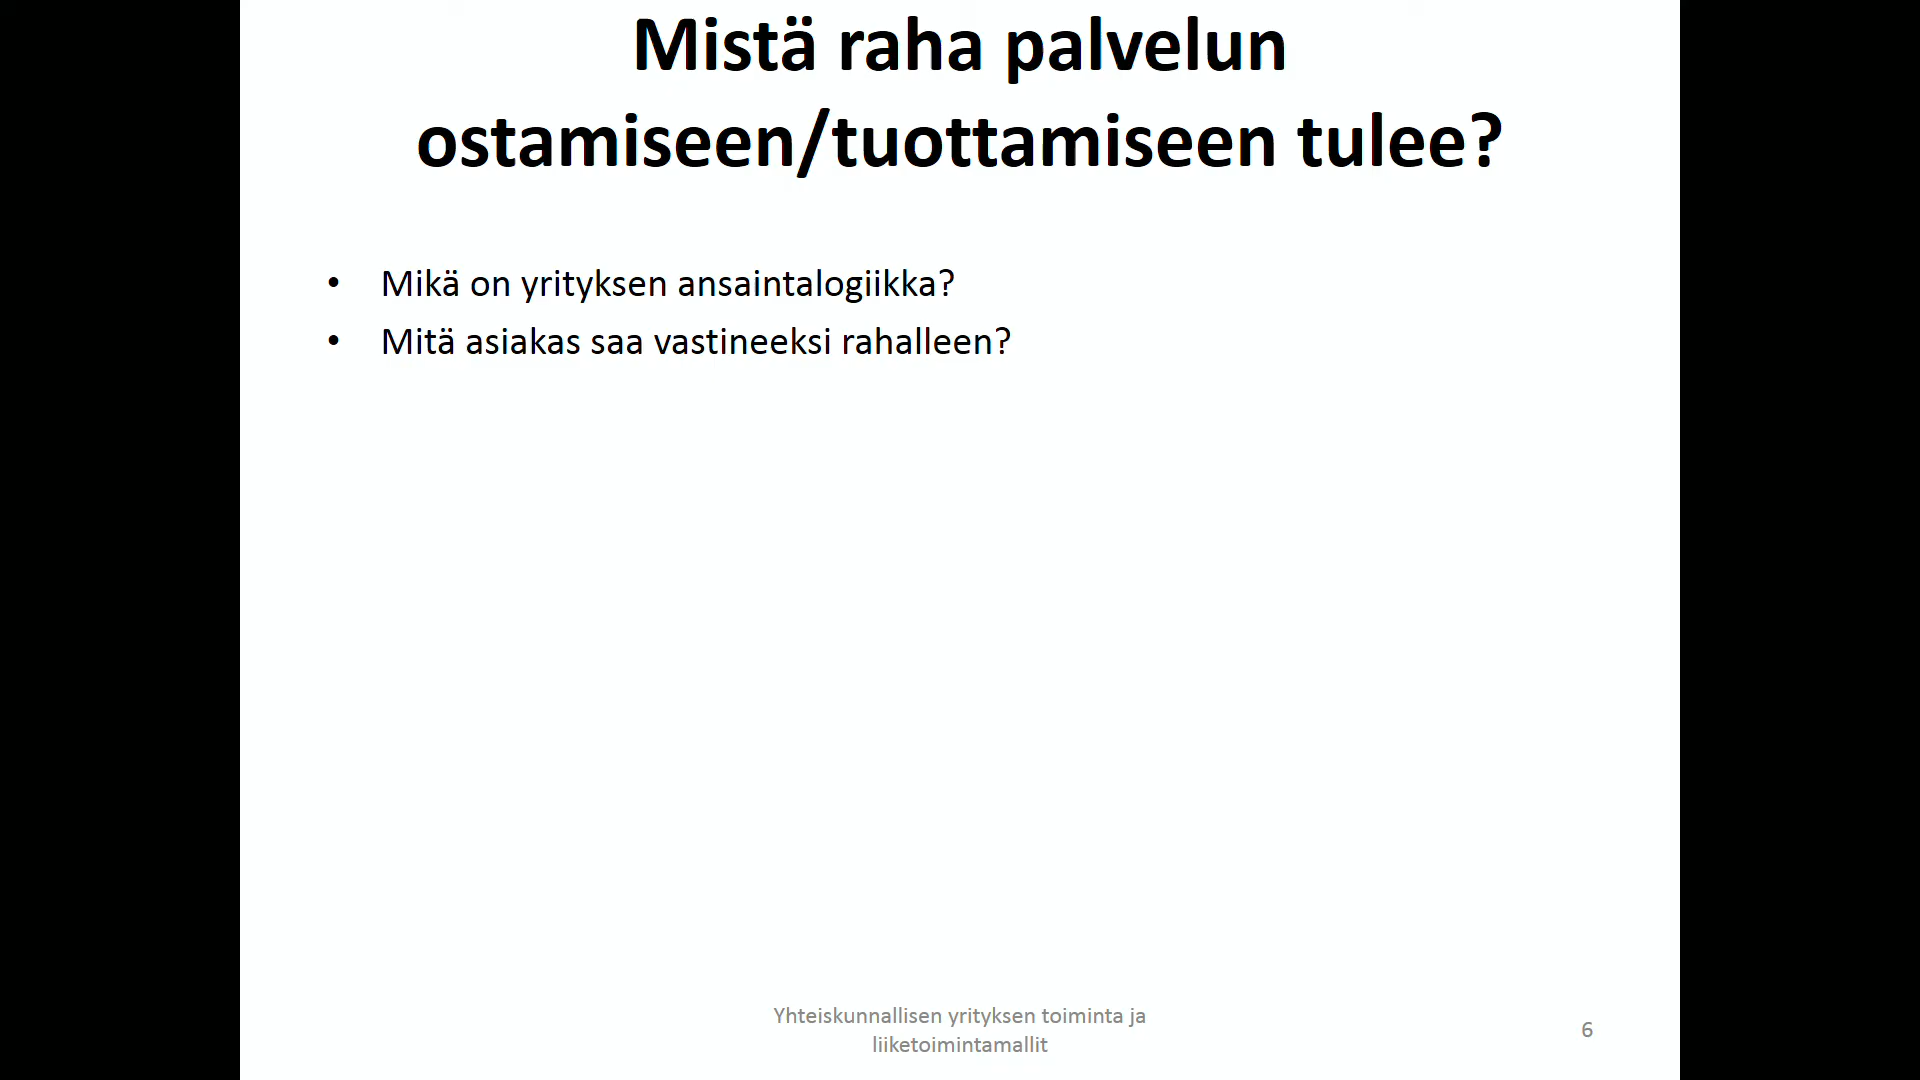 Mistä raha palvelun
ostamiseen/tuottamiseen tulee?
• Mikä on yrityksen ansaintalogiikka?
• Mitä asiakas saa vastineeksi rahalleen?
Yhteiskunnallisen yrityksen toiminta ja
liiketoimintamallit
6